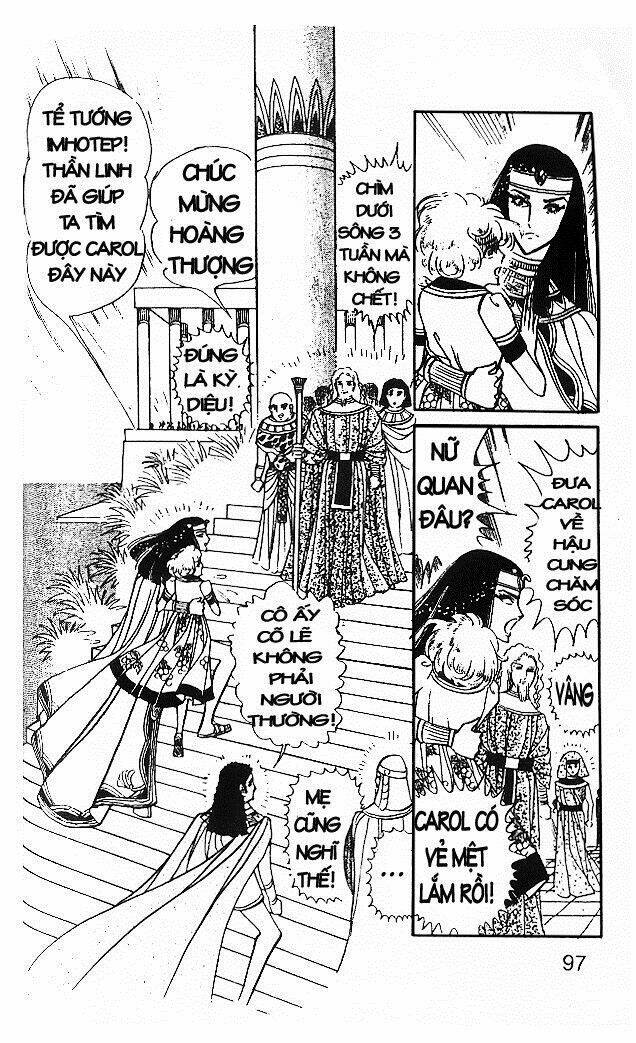 TỂ TƯỚNG
IMHOTEP!
THẦN LINH
ĐÃ GIÚP
TA TÌM
ĐƯỢC CAROL
ĐÂY NÀY
CHÚC
MỪNG
HOÀNG
THƯỢNG
ĐÚNG
LÀ KỲ
DIỆU!
CHÌM
DƯỚI
SÔNG 3
TUẦN MÀ
KHÔNG
CHẾT!
CÔ ẤY
CÓ LẼ
KHÔNG
PHẢI
NGƯỜI
THƯỜNG!
MẸ
CŨNG
NGHĨ
THẾ!
...
NỮ
QUAN
ĐÂU?
ĐƯA
CAROL
VỀ
HẬU
CUNG
CHĂM
SÓC
VÂNG
CAROL CÓ
VẺ MỆT
LẮM RỒI!
97